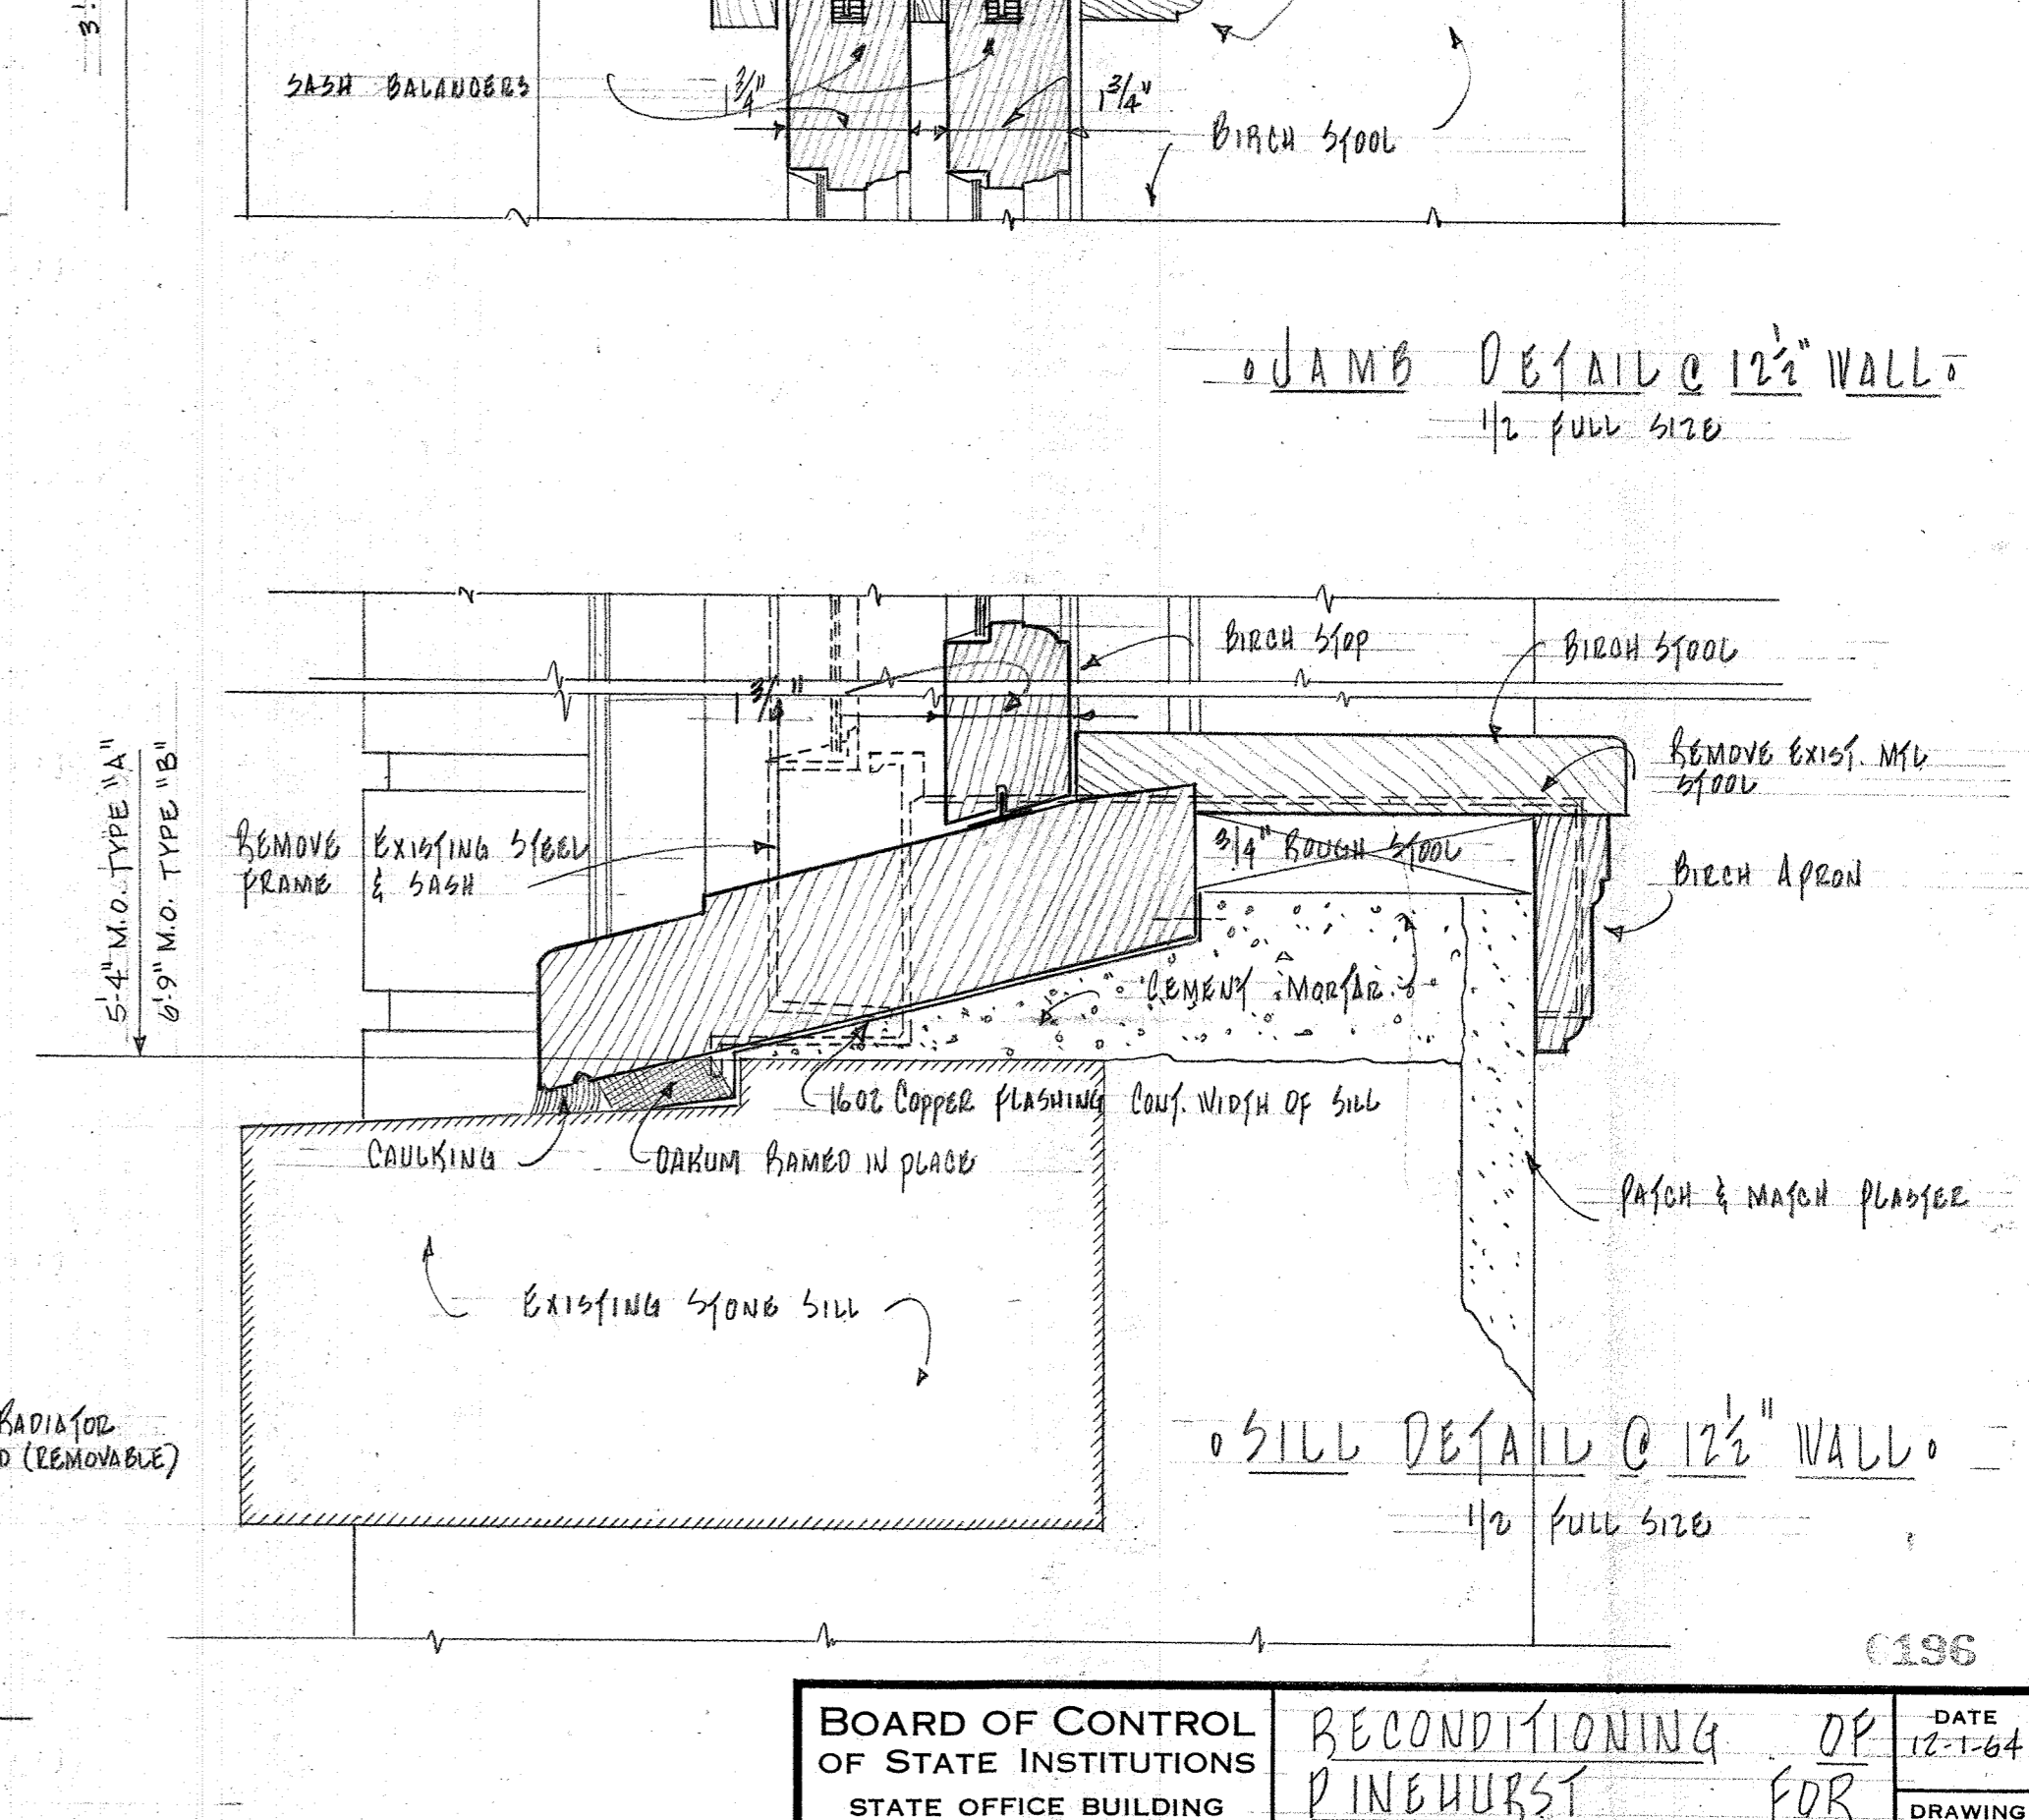 3'
SASH BALANDERS
1 3/4"
1 3/4"
BIRCH STOOL
JAMB DETAIL @ 12 1/2" WALL
1/2 FULL SIZE
BIRCH STOP
BIRCH STOOL
1 3/4"
REMOVE EXIST. MTL
STOOL
5'-4" M.O. TYPE "A"
6'-9" M.O. TYPE "B"
REMOVE EXISTING STEEL
FRAME & SASH
3/4" ROUGH STOOL
BIRCH APRON
CEMENT MORTAR
16 OZ COPPER FLASHING CONT. WIDTH OF SILL
CAULKING
OAKUM RAMED IN PLACE
PATCH & MATCH PLASTER
EXISTING STONE SILL
RADIATOR
(REMOVABLE)
SILL DETAIL @ 12 1/2" WALL
1/2 FULL SIZE
196
BOARD OF CONTROL
OF STATE INSTITUTIONS
STATE OFFICE BUILDING
RECONDITIONING OF
PINEHURST FOR
DATE
12-1-64
DRAWING